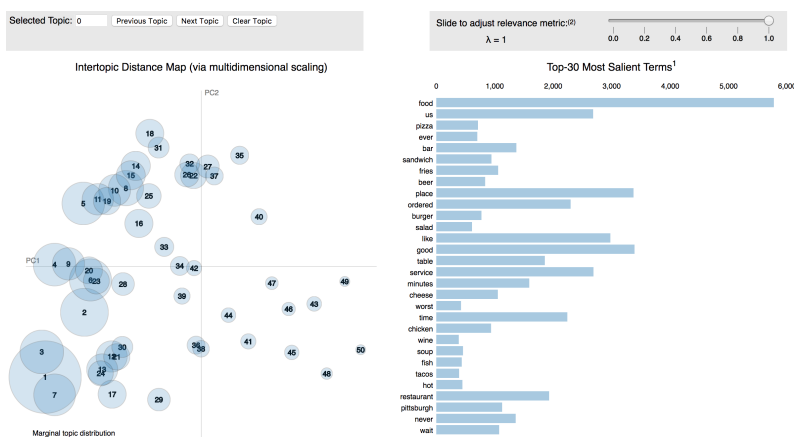 Selected Topic: 0 Previous Topic Next Topic Clear Topic
Slide to adjust relevance metric:(2)
λ = 1
0.0 0.2 0.4 0.6 0.8 1.0
Intertopic Distance Map (via multidimensional scaling)
PC2
PC1
18
31
14
15
32
27
35
26
22
37
8
10
25
11
19
5
40
16
33
34
42
4
9
20
6
23
28
47
49
39
46
43
2
44
36
38
41
45
50
30
12
21
3
13
24
48
1
7
17
29
Marginal topic distribution
Top-30 Most Salient Terms1
0 1,000 2,000 3,000 4,000 5,000 6,000
food
us
pizza
ever
bar
sandwich
fries
beer
place
ordered
burger
salad
like
good
table
service
minutes
cheese
worst
time
chicken
wine
soup
fish
tacos
hot
restaurant
pittsburgh
never
wait